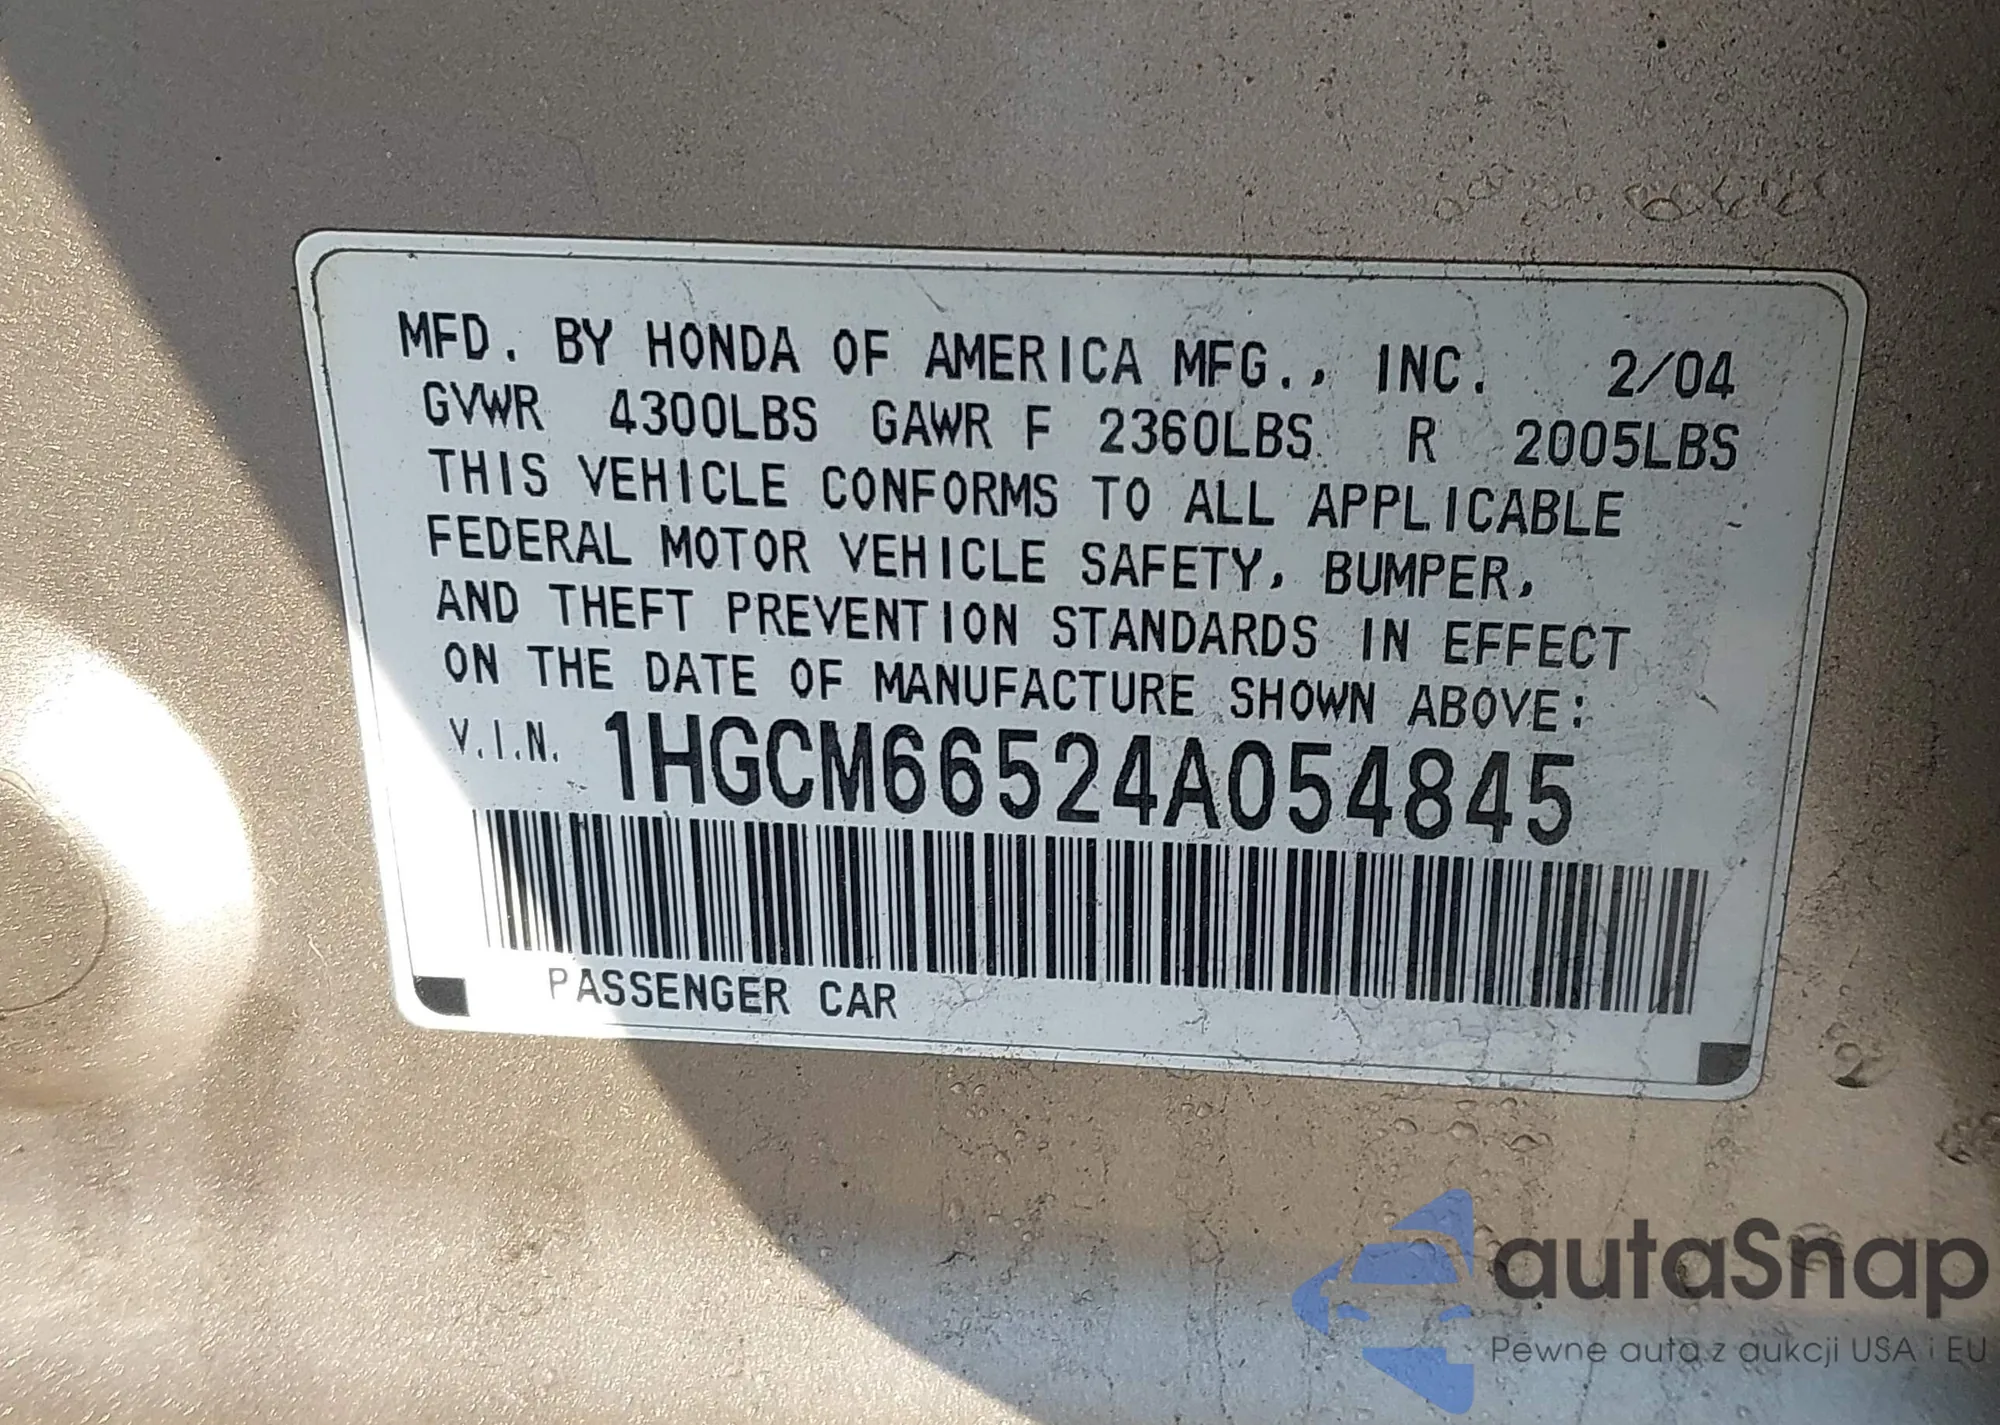 MFD. BY HONDA OF AMERICA MFG., INC. 2/04
GVWR 4300LBS GAWR F 2360LBS R 2005LBS
THIS VEHICLE CONFORMS TO ALL APPLICABLE
FEDERAL MOTOR VEHICLE SAFETY, BUMPER,
AND THEFT PREVENTION STANDARDS IN EFFECT
ON THE DATE OF MANUFACTURE SHOWN ABOVE:
V.I.N. 1HGCM66524A054845
PASSENGER CAR
autaSnap
Pewne auta z aukcji USA i EU